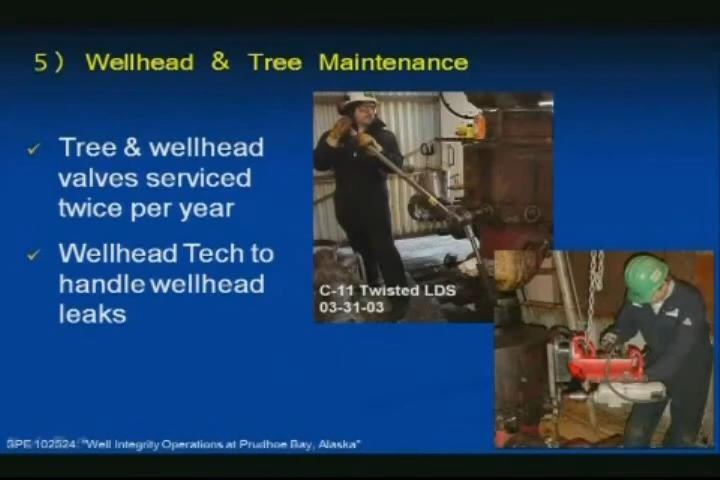 5) Wellhead & Tree Maintenance
Tree & wellhead
valves serviced
twice per year
Wellhead Tech to
handle wellhead
leaks
C-11 Twisted LDS
03-31-03
SPE 102524: "Well Integrity Operations at Prudhoe Bay, Alaska"